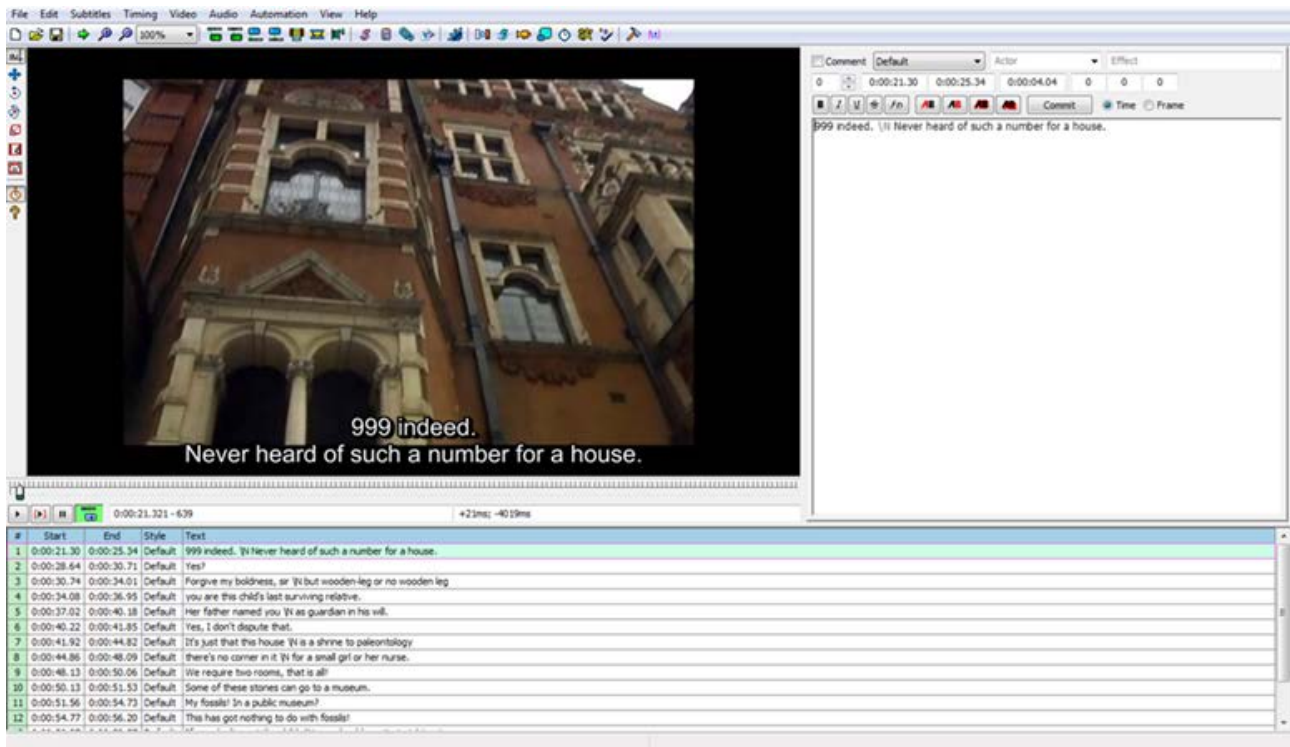 File Edit Subtitles Timing Video Audio Automation View Help
100%
Comment Default Actor Effect
0 0:00:21.30 0:00:25.34 0:00:04.04 0 0 0
B I U S fn AB AB AB AB Commit Time Frame
999 indeed. \N Never heard of such a number for a house.
999 indeed.
Never heard of such a number for a house.
0:00:21.321 - 639 +21ms; -4019ms
# Start End Style Text
1 0:00:21.30 0:00:25.34 Default 999 indeed. \N Never heard of such a number for a house.
2 0:00:28.64 0:00:30.71 Default Yes?
3 0:00:30.74 0:00:34.01 Default Forgive my boldness, sir \N but wooden-leg or no wooden leg
4 0:00:34.08 0:00:36.95 Default you are this child's last surviving relative.
5 0:00:37.02 0:00:40.18 Default Her father named you \N as guardian in his will.
6 0:00:40.22 0:00:41.85 Default Yes, I don't dispute that.
7 0:00:41.92 0:00:44.82 Default It's just that this house \N is a shrine to paleontology
8 0:00:44.86 0:00:48.09 Default there's no corner in it \N for a small girl or her nurse.
9 0:00:48.13 0:00:50.06 Default We require two rooms, that is all!
10 0:00:50.13 0:00:51.53 Default Some of these stones can go to a museum.
11 0:00:51.56 0:00:54.73 Default My fossils! In a public museum?
12 0:00:54.77 0:00:56.20 Default This has got nothing to do with fossils!